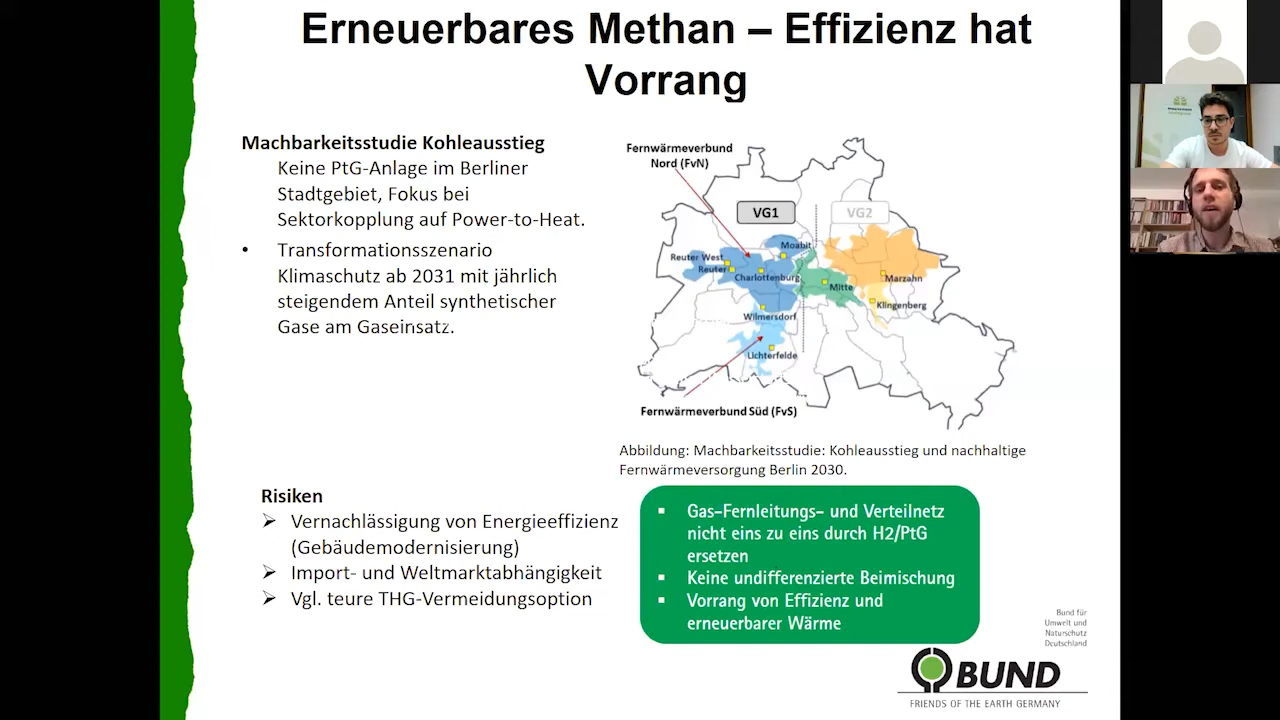 Erneuerbares Methan – Effizienz hat
Vorrang
Machbarkeitsstudie Kohleausstieg
Keine PtG-Anlage im Berliner
Stadtgebiet, Fokus bei
Sektorkopplung auf Power-to-Heat.
• Transformationsszenario
Klimaschutz ab 2031 mit jährlich
steigendem Anteil synthetischer
Gase am Gaseinsatz.
Fernwärmeverbund
Nord (FvN)
VG1
VG2
Moabit
Reuter West
Reuter
Charlottenburg
Mitte
Marzahn
Klingenberg
Wilmersdorf
Lichterfelde
Fernwärmeverbund Süd (FvS)
Abbildung: Machbarkeitsstudie: Kohleausstieg und nachhaltige
Fernwärmeversorgung Berlin 2030.
Risiken
➢ Vernachlässigung von Energieeffizienz
(Gebäudemodernisierung)
➢ Import- und Weltmarktabhängigkeit
➢ Vgl. teure THG-Vermeidungsoption
▪ Gas-Fernleitungs- und Verteilnetz
nicht eins zu eins durch H2/PtG
ersetzen
▪ Keine undifferenzierte Beimischung
▪ Vorrang von Effizienz und
erneuerbarer Wärme
Bund für
Umwelt und
Naturschutz
Deutschland
BUND
FRIENDS OF THE EARTH GERMANY